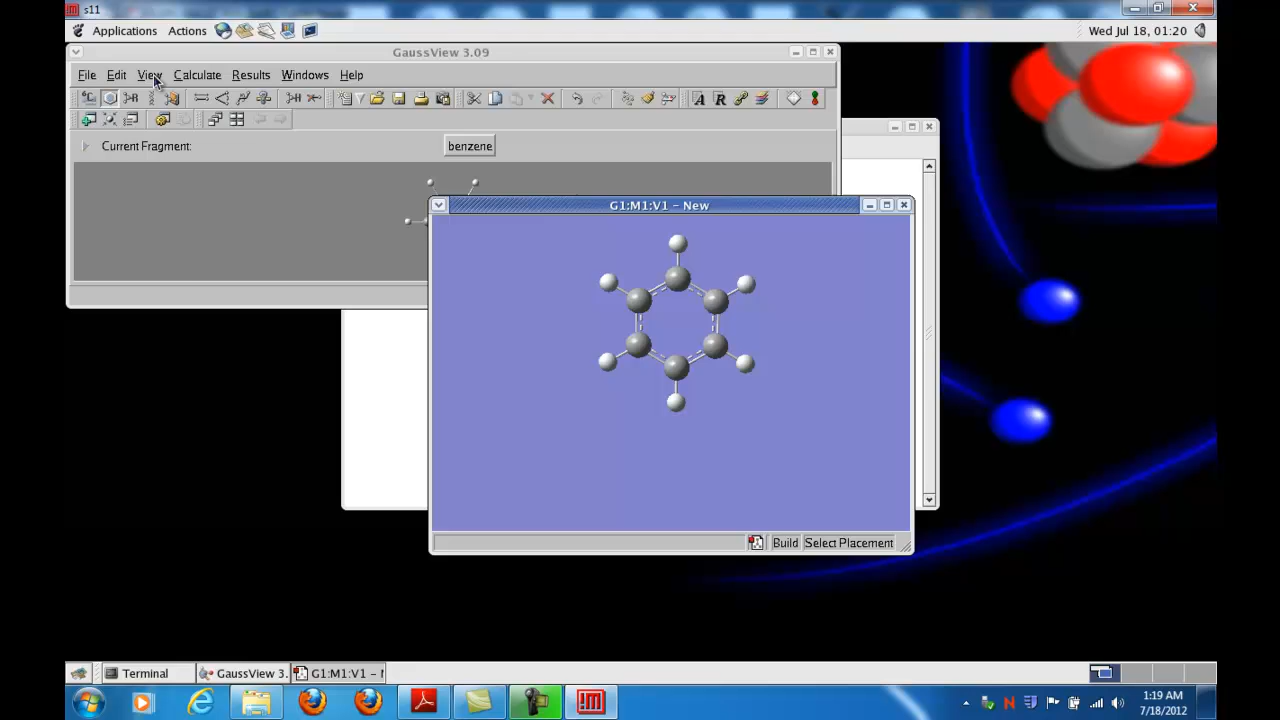 s11
Applications Actions
Wed Jul 18, 01:20
GaussView 3.09
File Edit View Calculate Results Windows Help
A R
Current Fragment: benzene
G1:M1:V1 - New
Build Select Placement
Terminal GaussView 3. G1:M1:V1 - N
1:19 AM
7/18/2012